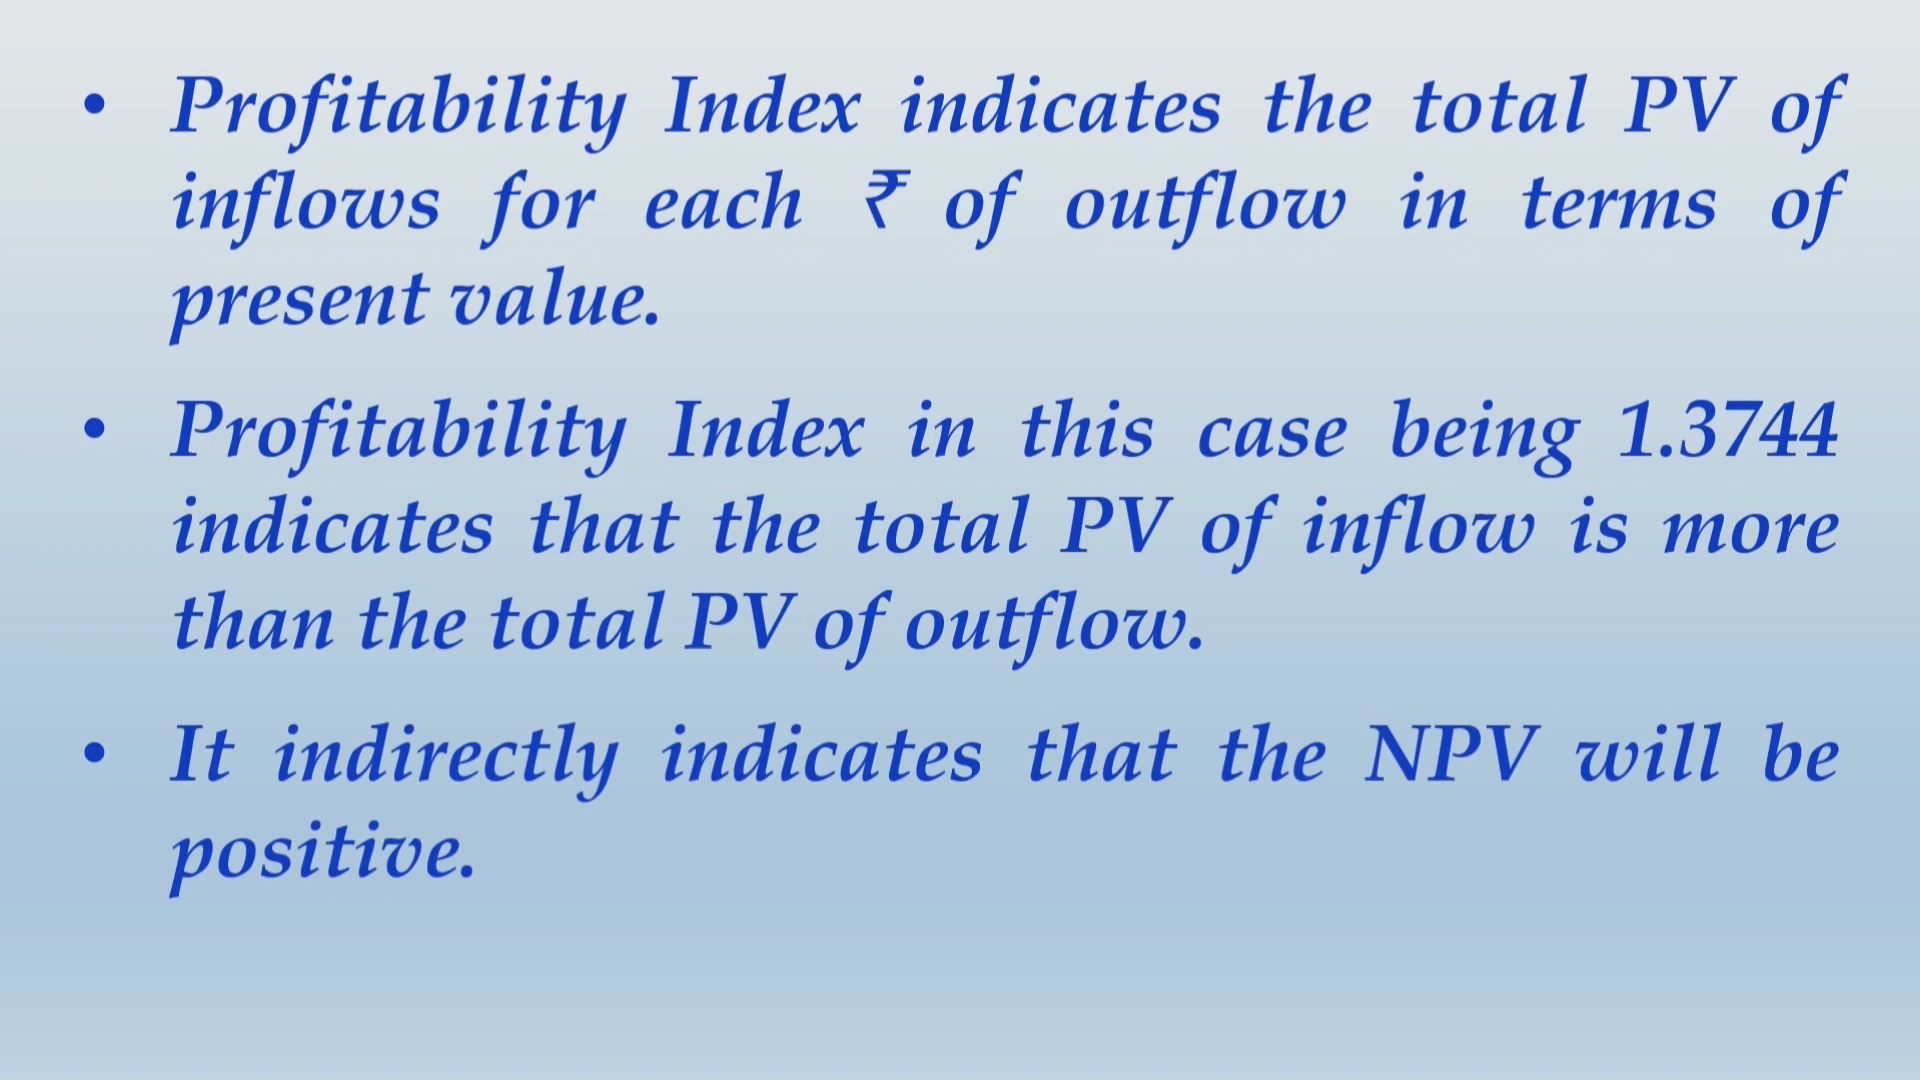 • Profitability Index indicates the total PV of
inflows for each ₹ of outflow in terms of
present value.
• Profitability Index in this case being 1.3744
indicates that the total PV of inflow is more
than the total PV of outflow.
• It indirectly indicates that the NPV will be
positive.